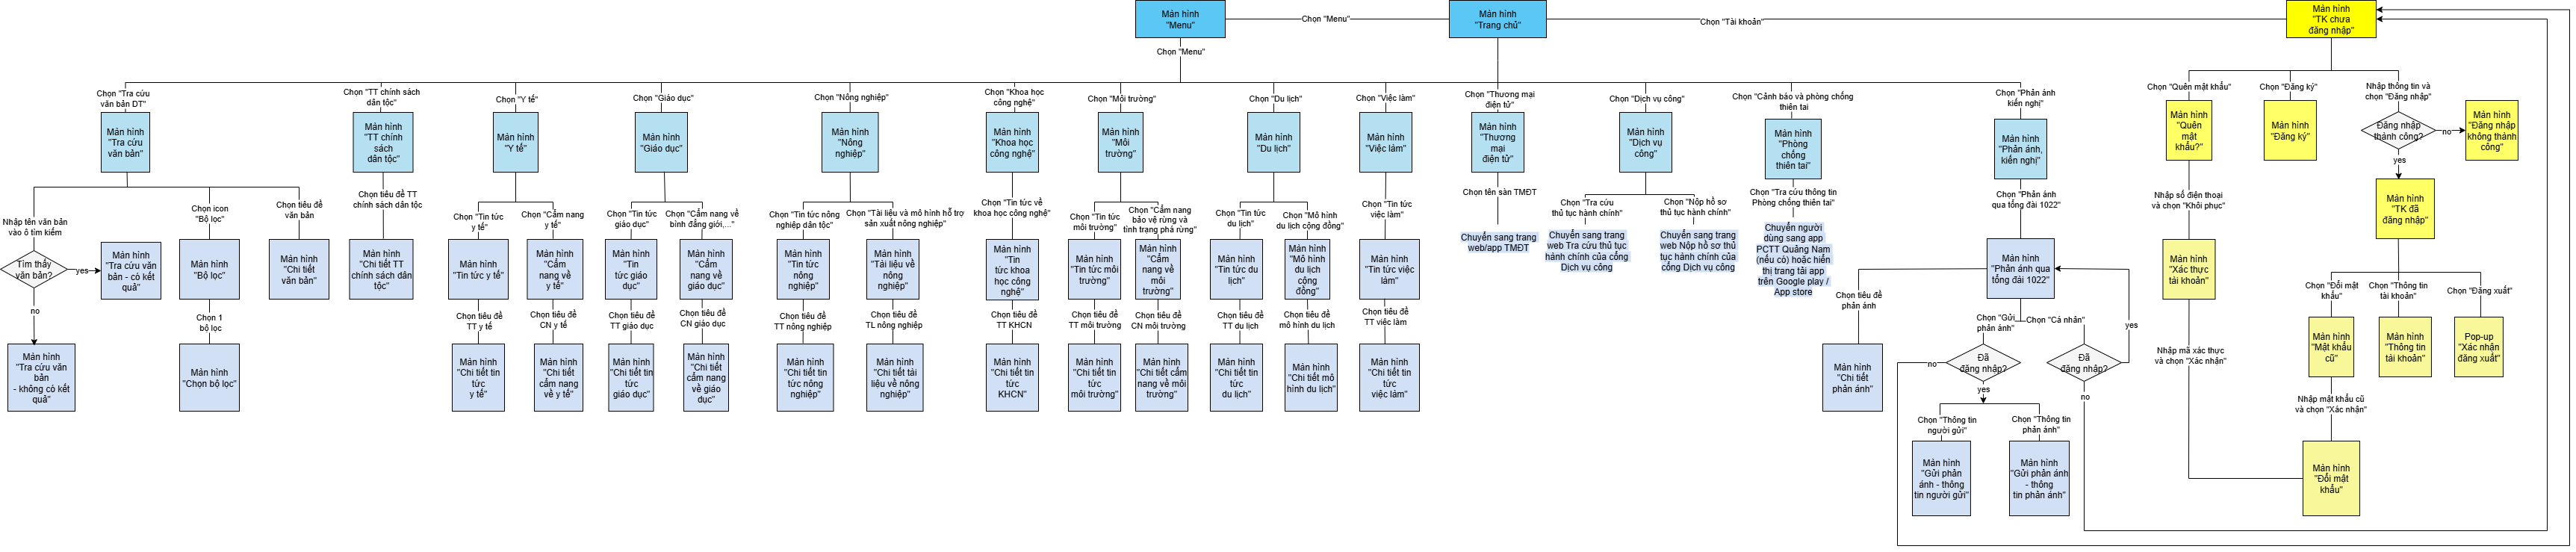 Màn hình
"Menu"
Chọn "Menu"
Màn hình
"Trang chủ"
Chọn "Tài khoản"
Màn hình
"TK chưa
đăng nhập"
Chọn "Menu"
Chọn "Tra cứu
văn bản DT"
Chọn "TT chính sách
dân tộc"
Chọn "Y tế"
Chọn "Giáo dục"
Chọn "Nông nghiệp"
Chọn "Khoa học
công nghệ"
Chọn "Môi trường"
Chọn "Du lịch"
Chọn "Việc làm"
Chọn "Thương mại
điện tử"
Chọn "Dịch vụ công"
Chọn "Cảnh báo và phòng chống
thiên tai
Chọn "Phản ánh
kiến nghị
Chọn "Quên mật khẩu"
Chọn "Đăng ký"
Nhập thông tin và
chọn "Đăng nhập"
Màn hình
"Tra cứu
văn bản"
Màn hình
"TT chính
sách
dân tộc"
Màn hình
"Y tế"
Màn hình
"Giáo dục"
Màn hình
"Nông
nghiệp"
Màn hình
"Khoa học
công nghệ"
Màn hình
"Môi
trường"
Màn hình
"Du lịch"
Màn hình
"Việc làm"
Màn hình
"Thương
mại
điện tử"
Màn hình
"Dịch vụ
công"
Màn hình
"Phòng
chống
thiên tai"
Màn hình
"Phản ánh,
kiến nghị"
Màn hình
"Quên
mật
khẩu?"
Màn hình
"Đăng ký"
Đăng nhập
thành công?
no
Màn hình
"Đăng nhập
không thành
công"
yes
Nhập tên văn bản
vào ô tìm kiếm
Chọn icon
"Bộ lọc"
Chọn tiêu đề
văn bản
Chọn tiêu đề TT
chính sách dân tộc
Chọn "Tin tức
y tế"
Chọn "Cẩm nang
y tế"
Chọn "Tin tức
giáo dục"
Chọn "Cẩm nang về
bình đẳng giới,..."
Chọn "Tin tức nông
nghiệp dân tộc"
Chọn "Tài liệu và mô hình hỗ trợ
sản xuất nông nghiệp"
Chọn "Tin tức về
khoa học công nghệ"
Chọn "Tin tức
môi trường"
Chọn "Cẩm nang
bảo vệ rừng và
tình trạng phá rừng"
Chọn "Tin tức
du lịch"
Chọn "Mô hình
du lịch cộng đồng"
Chọn "Tin tức
việc làm"
Chọn tên sàn TMĐT
Chọn "Tra cứu
thủ tục hành chính"
Chọn "Nộp hồ sơ
thủ tục hành chính"
Chọn "Tra cứu thông tin
Phòng chống thiên tai"
Chọn "Phản ánh
qua tổng đài 1022"
Nhập số điện thoại
và chọn "Khôi phục"
Màn hình
"TK đã
đăng nhập"
Tìm thấy
văn bản?
yes
Màn hình
"Tra cứu văn
bản - có kết
quả"
Màn hình
"Bộ lọc"
Màn hình
"Chi tiết
văn bản"
Màn hình
"Chi tiết TT
chính sách dân
tộc"
Màn hình
"Tin tức y tế"
Màn hình
"Cẩm
nang về
y tế"
Màn hình
"Tin
tức giáo
dục"
Màn hình
"Cẩm
nang về
giáo dục"
Màn hình
"Tin tức
nông
nghiệp"
Màn hình
"Tài liệu về
nông
nghiệp"
Màn hình
"Tin
tức khoa
học công
nghệ"
Màn hình
"Tin tức môi
trường"
Màn hình
"Cẩm
nang về
môi
trường"
Màn hình
"Tin tức du
lịch"
Màn hình
"Mô hình
du lịch
cộng
đồng"
Màn hình
"Tin tức việc
làm"
Chuyển sang trang
web/app TMĐT
Chuyển sang trang
web Tra cứu thủ tục
hành chính của cổng
Dịch vụ công
Chuyển sang trang
web Nộp hồ sơ thủ
tục hành chính của
cổng Dịch vụ công
Chuyển người
dùng sang app
PCTT Quảng Nam
(nếu có) hoặc hiển
thị trang tải app
trên Google play /
App store
Màn hình
"Phản ánh qua
tổng đài 1022"
Màn hình
"Xác thực
tài khoản"
Chọn "Đổi mật
khẩu"
Chọn "Thông tin
tài khoản"
Chọn "Đăng xuất"
no
Chọn 1
bộ lọc
Chọn tiêu đề
TT y tế
Chọn tiêu đề
CN y tế
Chọn tiêu đề
TT giáo dục
Chọn tiêu đề
CN giáo dục
Chọn tiêu đề
TT nông nghiệp
Chọn tiêu đề
TL nông nghiệp
Chọn tiêu đề
TT KHCN
Chọn tiêu đề
TT môi trường
Chọn tiêu đề
CN môi trường
Chọn tiêu đề
TT du lịch
Chọn tiêu đề
mô hình du lịch
Chọn tiêu đề
TT việc làm
Chọn tiêu đề
phản ánh
Chọn "Gửi
phản ánh"
Chọn "Cá nhân"
yes
Màn hình
"Tra cứu văn
bản
- không có kết
quả"
Màn hình
"Chọn bộ lọc"
Màn hình
"Chi tiết tin
tức
y tế"
Màn hình
"Chi tiết
cẩm nang
về y tế"
Màn hình
"Chi tiết tin
tức
giáo dục"
Màn hình
"Chi tiết
cẩm nang
về giáo
dục"
Màn hình
"Chi tiết tin
tức nông
nghiệp"
Màn hình
"Chi tiết tài
liệu về nông
nghiệp"
Màn hình
"Chi tiết tin
tức
KHCN"
Màn hình
"Chi tiết tin
tức
môi trường"
Màn hình
"Chi tiết cẩm
nang về môi
trường"
Màn hình
"Chi tiết tin
tức
du lịch"
Màn hình
"Chi tiết mô
hình du lịch"
Màn hình
"Chi tiết tin
tức
việc làm"
Màn hình
"Chi tiết
phản ánh"
no
Đã
đăng nhập?
yes
Đã
đăng nhập?
no
Nhập mã xác thực
và chọn "Xác nhận"
Màn hình
"Mật khẩu
cũ"
Màn hình
"Thông tin
tài khoản"
Pop-up
"Xác nhận
đăng xuất"
Chọn "Thông tin
người gửi"
Chọn "Thông tin
phản ánh"
Nhập mật khẩu cũ
và chọn "Xác nhận"
Màn hình
"Gửi phản
ánh - thông
tin người gửi"
Màn hình
"Gửi phản ánh
- thông
tin phản ánh"
Màn hình
"Đổi mật
khẩu"